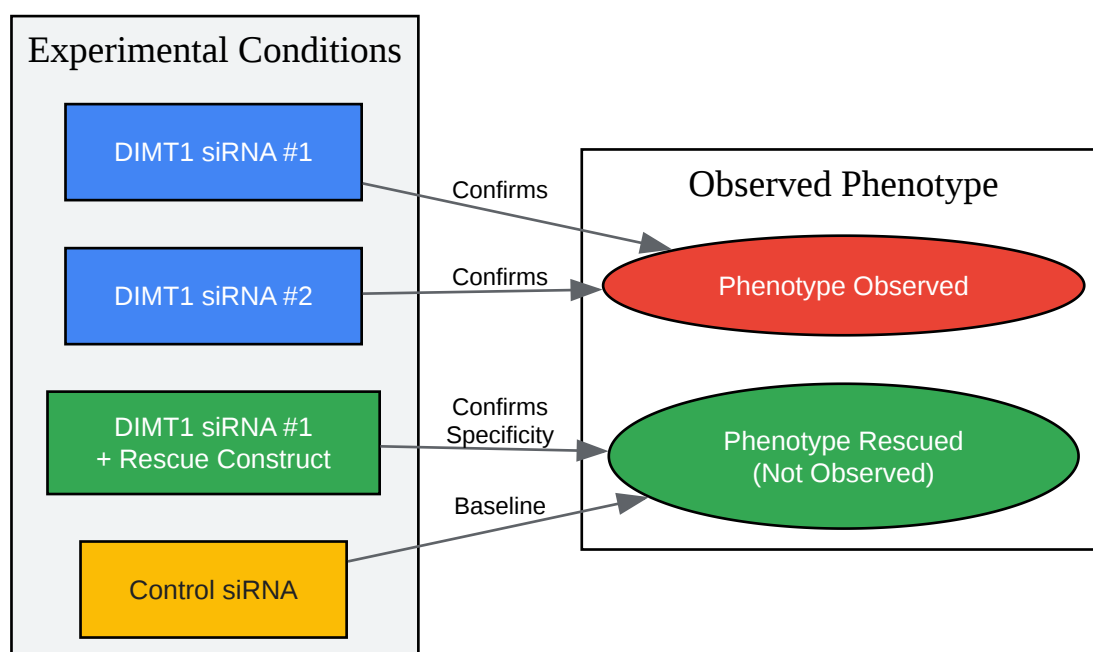 Experimental Conditions
DIMT1 siRNA #1
DIMT1 siRNA #2
DIMT1 siRNA #1
+ Rescue Construct
Control siRNA
Confirms
Confirms
Confirms
Specificity
Baseline
Observed Phenotype
Phenotype Observed
Phenotype Rescued
(Not Observed)